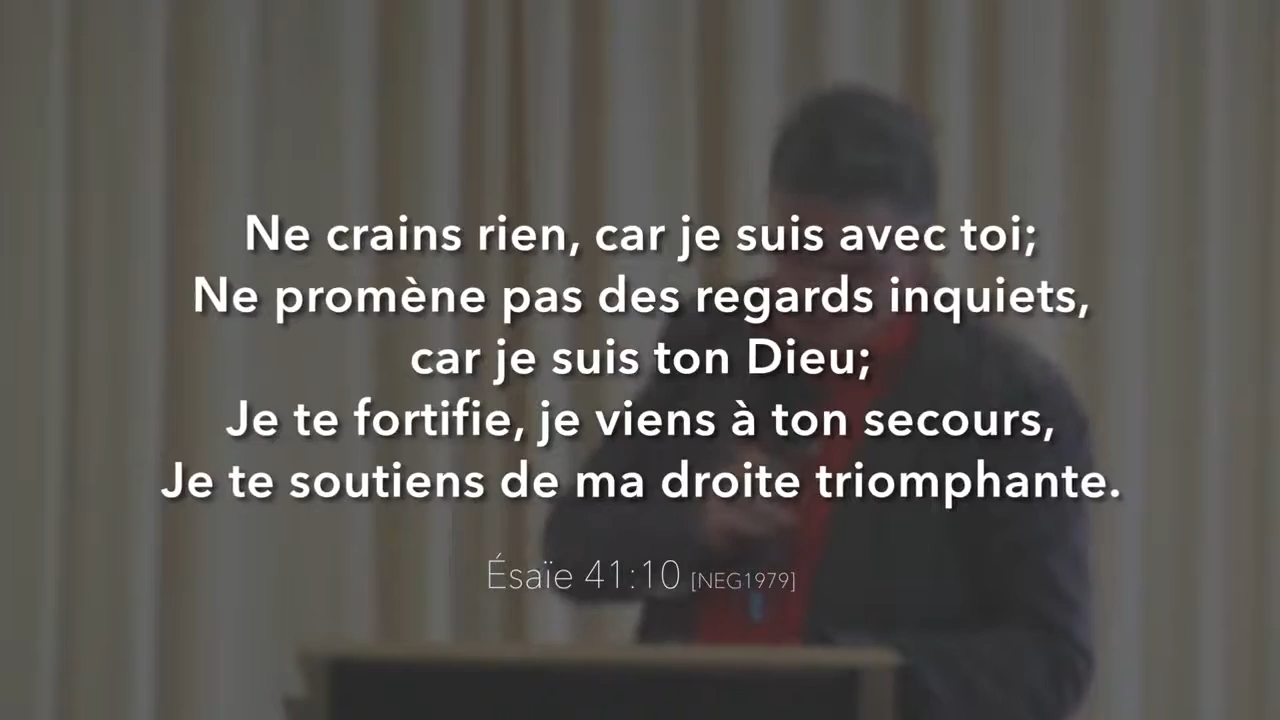 Ne crains rien, car je suis avec toi;
Ne promène pas des regards inquiets,
car je suis ton Dieu;
Je te fortifie, je viens à ton secours,
Je te soutiens de ma droite triomphante.
Ésaïe 41:10 [NEG1979]